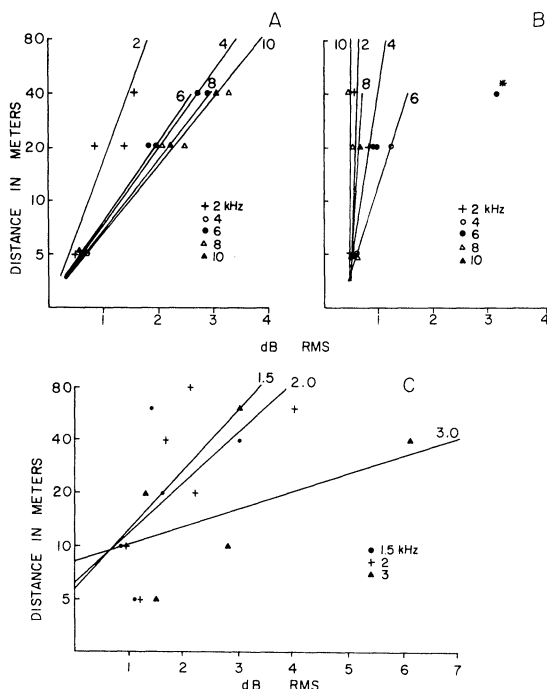 A
80
40
20
10
5
DISTANCE IN METERS
2
4
10
6
8
+ 2 kHz
○ 4
● 6
△ 8
▲ 10
1 2 3 4
B
10 2 4
8
6
*
+ 2 kHz
○ 4
● 6
△ 8
▲ 10
1 2 3 4
dB RMS
C
80
40
20
10
5
DISTANCE IN METERS
1.5
2.0
3.0
• 1.5 kHz
+ 2
▲ 3
1 2 3 4 5 6 7
dB RMS